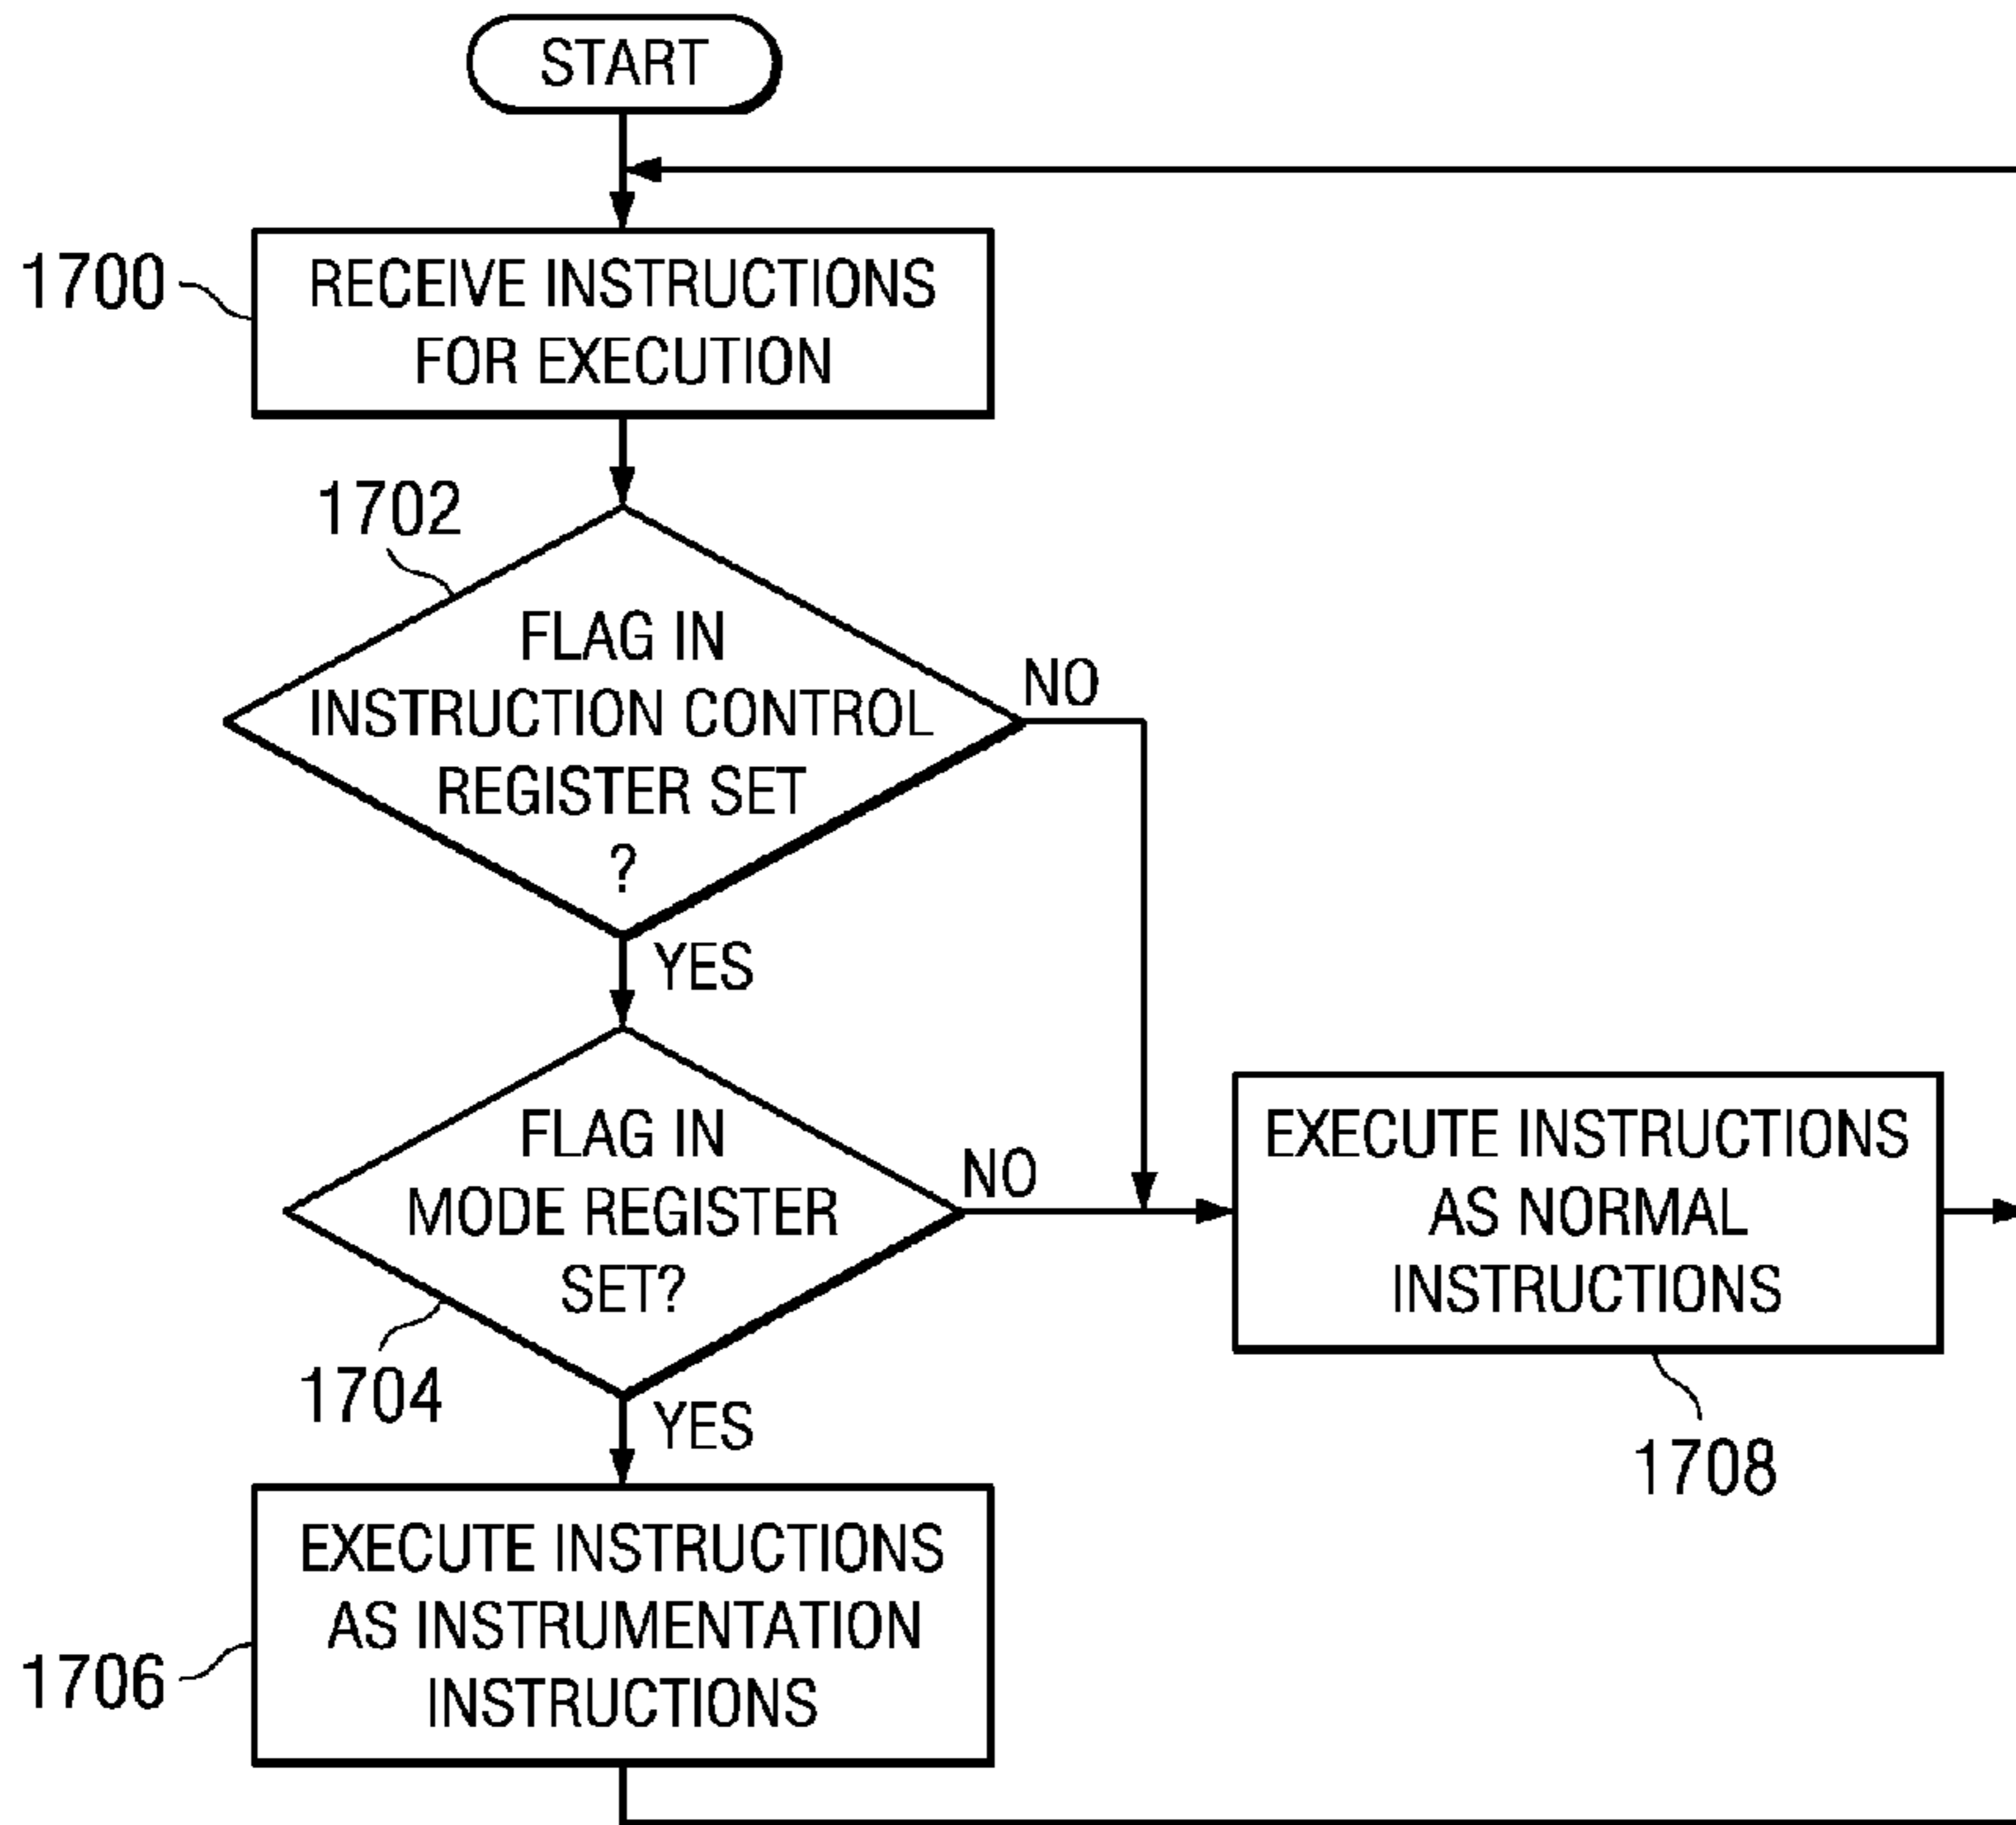 START
1700
RECEIVE INSTRUCTIONS
FOR EXECUTION
1702
FLAG IN
INSTRUCTION CONTROL
REGISTER SET
?
NO
YES
FLAG IN
MODE REGISTER
SET?
NO
1704
YES
EXECUTE INSTRUCTIONS
AS NORMAL
INSTRUCTIONS
1708
EXECUTE INSTRUCTIONS
AS INSTRUMENTATION
INSTRUCTIONS
1706